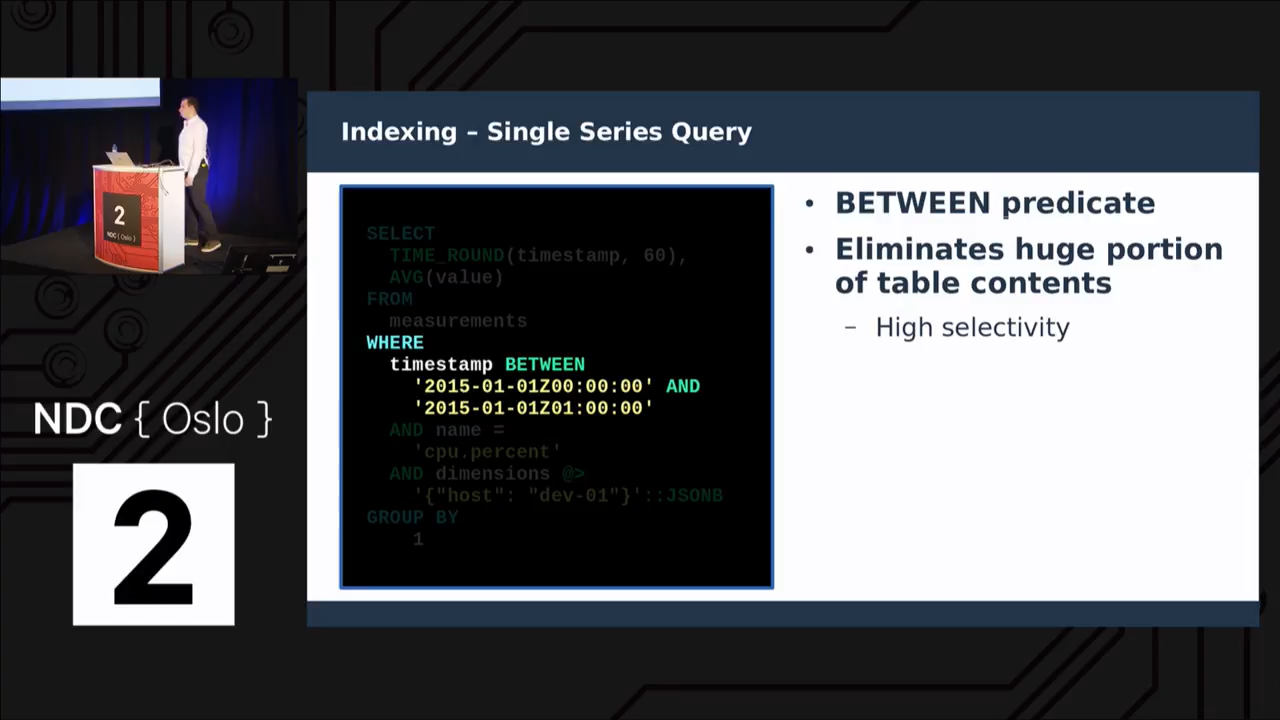 Indexing – Single Series Query
SELECT
TIME_ROUND(timestamp, 60),
AVG(value)
FROM
measurements
WHERE
timestamp BETWEEN
'2015-01-01Z00:00:00' AND
'2015-01-01Z01:00:00'
AND name =
'cpu.percent'
AND dimensions @>
'{"host": "dev-01"}'::JSONB
GROUP BY
1
• BETWEEN predicate
• Eliminates huge portion
of table contents
– High selectivity
2
NDC { Oslo }
NDC { Oslo }
2